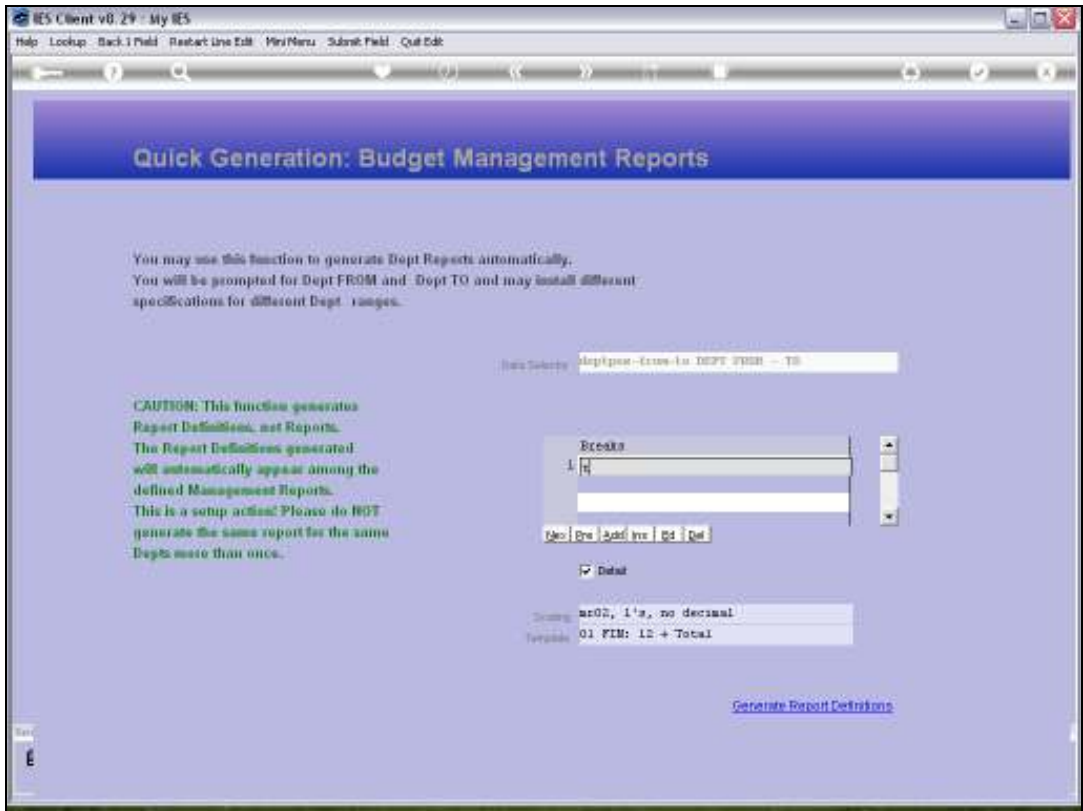 IES Client v8.29 : My IES
Help Lookup Back 1 Field Restart Line Edit Mini Menu Submit Field Quit Edit
Quick Generation: Budget Management Reports
You may use this function to generate Dept Reports automatically.
You will be prompted for Dept FROM and Dept TO and may install different
specifications for different Dept ranges.
Data Selector deptpsw-from-to DEPT FROM - TO
CAUTION: This function generates
Report Definitions, not Reports.
The Report Definitions generated
will automatically appear among the
defined Management Reports.
This is a setup action! Please do NOT
generate the same report for the same
Depts more than once.
Breaks
1
Nex Pre Add Ins Ed Del
Detail
Scaling mr02, 1's, no decimal
Template 01 FIN: 12 + Total
Generate Report Definitions